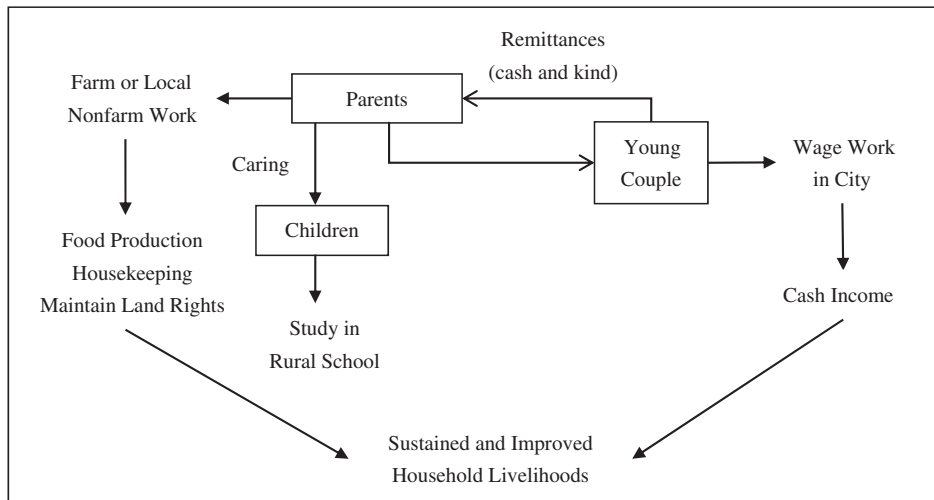 Remittances
(cash and kind)
Farm or Local
Nonfarm Work
Parents
Caring
Young
Couple
Wage Work
in City
Children
Food Production
Housekeeping
Maintain Land Rights
Cash Income
Study in
Rural School
Sustained and Improved
Household Livelihoods